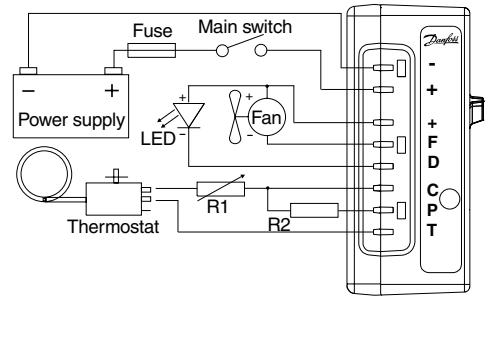 Fuse
Main switch
Danfoss
−
+
Power supply
+
−
LED
+
−
Fan
-
+
+
F
D
C
P
T
R1
R2
Thermostat